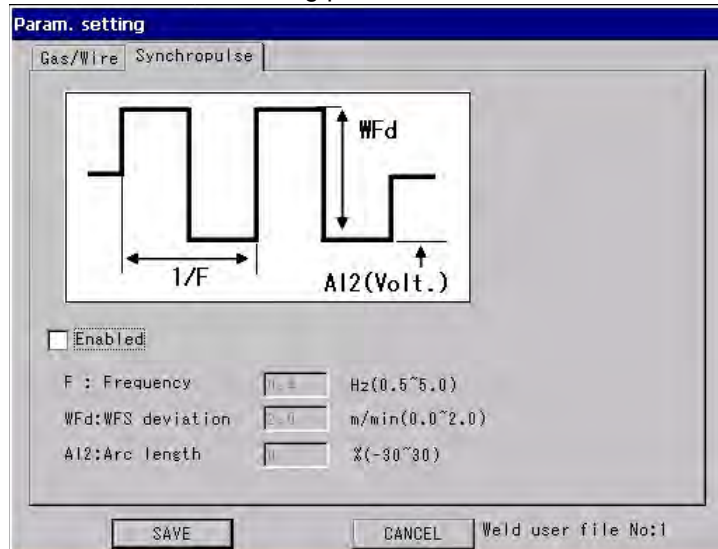 Param. setting
Gas/Wire Synchropulse
WFd
1/F
AI2(Volt.)
Enabled
F : Frequency Hz(0.5~5.0)
WFd:WFS deviation m/min(0.0~2.0)
AI2:Arc length %(-30~30)
SAVE CANCEL Weld user file No:1